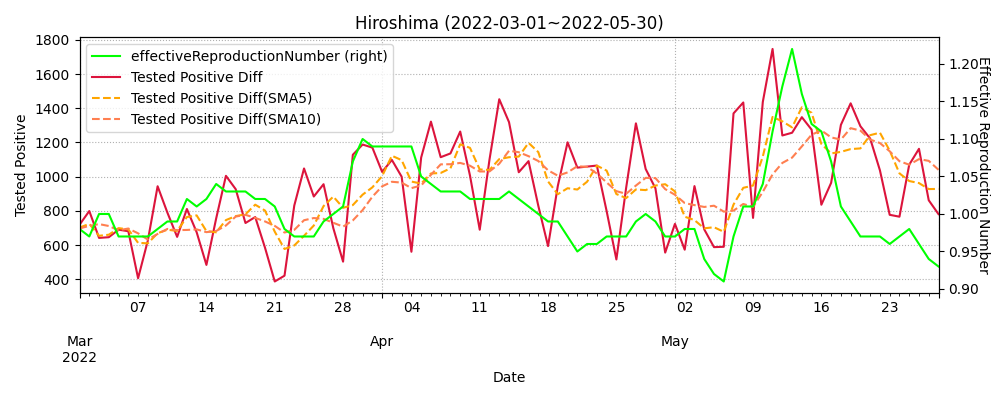 Hiroshima (2022-03-01~2022-05-30)
effectiveReproductionNumber (right)
Tested Positive Diff
Tested Positive Diff(SMA5)
Tested Positive Diff(SMA10)
Tested Positive
1800
1600
1400
1200
1000
800
600
400
Effective Reproduction Number
1.20
1.15
1.10
1.05
1.00
0.95
0.90
07 14 21 28 04 11 18 25 02 09 16 23
Mar Apr May
2022
Date